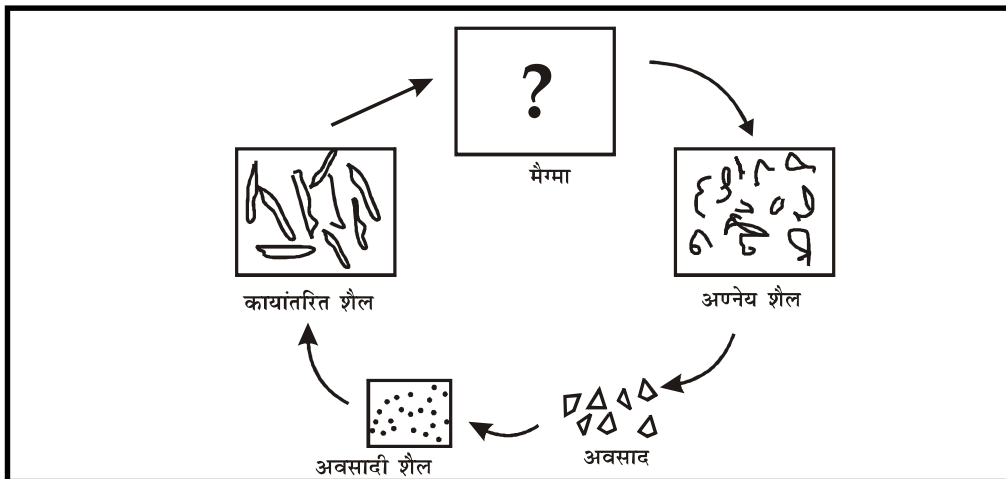 ?
मैग्मा
कायांतरित शैल
अण्नेय शैल
अवसादी शैल
अवसाद